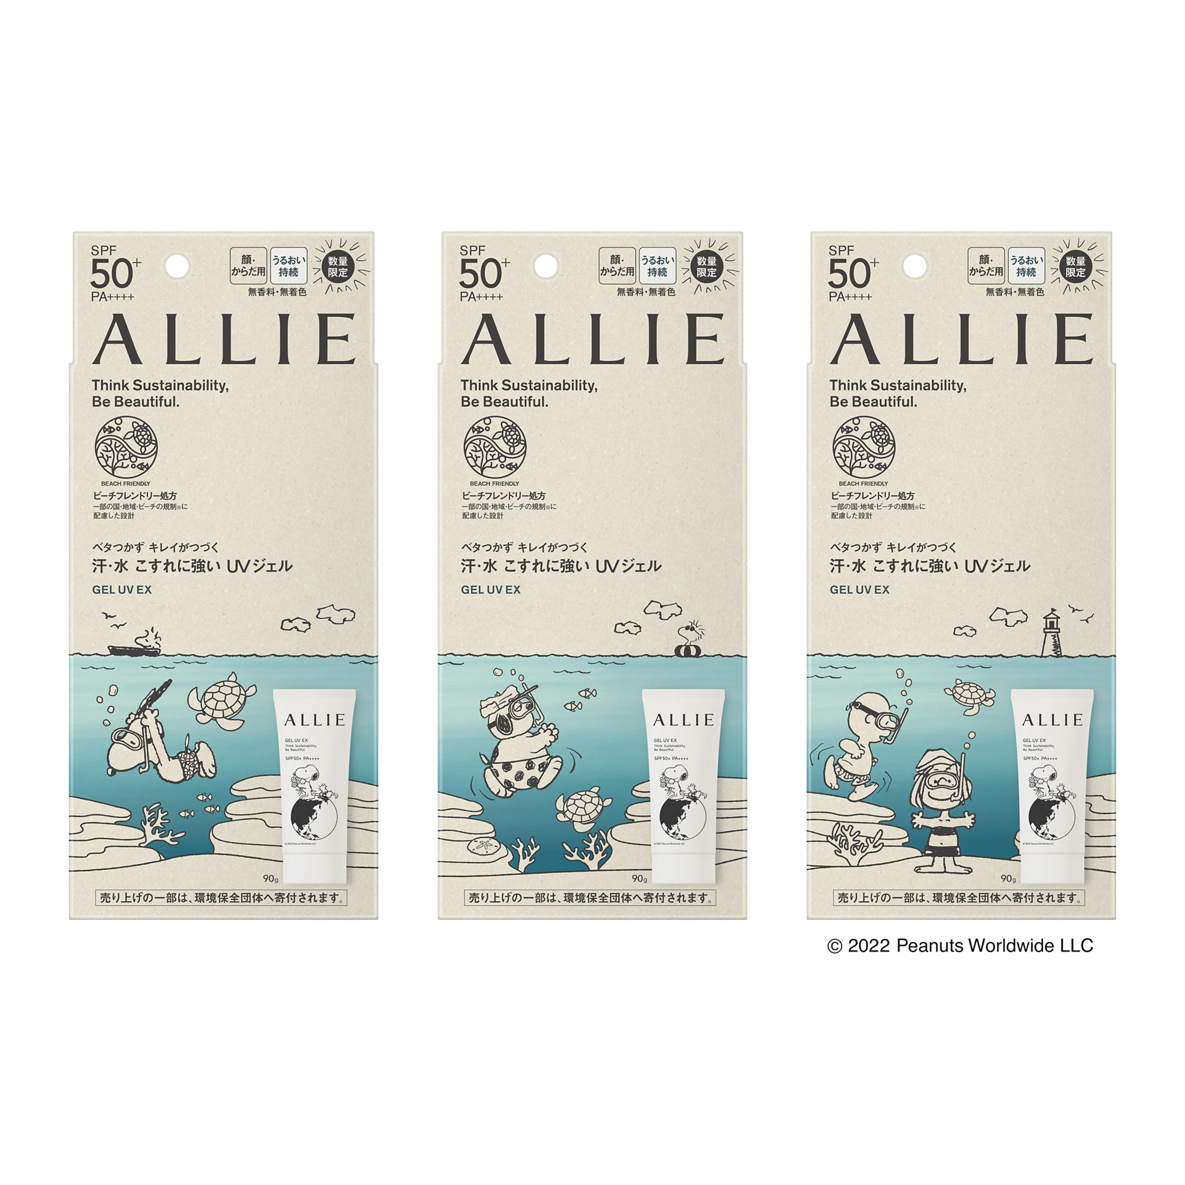 SPF
50+
PA++++
顔・
からだ用
うるおい
持続
数量
限定
無香料・無着色
ALLIE
Think Sustainability,
Be Beautiful.
BEACH FRIENDLY
ビーチフレンドリー処方
一部の国・地域・ビーチの規制※に
配慮した設計
ベタつかず キレイがつづく
汗・水 こすれに強い UVジェル
GEL UV EX
ALLIE
GEL UV EX
Think Sustainability,
Be Beautiful.
SPF50+ PA++++
90g
売り上げの一部は、環境保全団体へ寄付されます。
SPF
50+
PA++++
顔・
からだ用
うるおい
持続
数量
限定
無香料・無着色
ALLIE
Think Sustainability,
Be Beautiful.
BEACH FRIENDLY
ビーチフレンドリー処方
一部の国・地域・ビーチの規制※に
配慮した設計
ベタつかず キレイがつづく
汗・水 こすれに強い UVジェル
GEL UV EX
ALLIE
GEL UV EX
Think Sustainability,
Be Beautiful.
SPF50+ PA++++
90g
売り上げの一部は、環境保全団体へ寄付されます。
SPF
50+
PA++++
顔・
からだ用
うるおい
持続
数量
限定
無香料・無着色
ALLIE
Think Sustainability,
Be Beautiful.
BEACH FRIENDLY
ビーチフレンドリー処方
一部の国・地域・ビーチの規制※に
配慮した設計
ベタつかず キレイがつづく
汗・水 こすれに強い UVジェル
GEL UV EX
ALLIE
GEL UV EX
Think Sustainability,
Be Beautiful.
SPF50+ PA++++
90g
売り上げの一部は、環境保全団体へ寄付されます。
© 2022 Peanuts Worldwide LLC